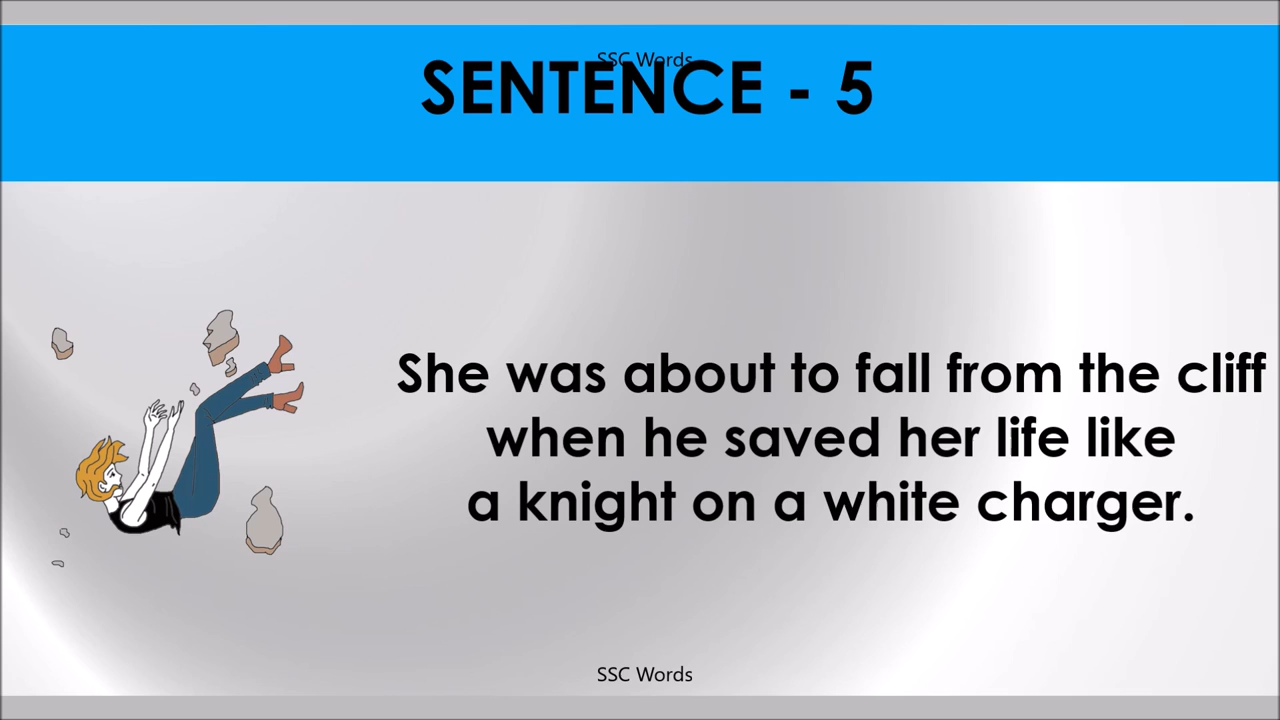 SSC Words
SENTENCE - 5
She was about to fall from the cliff
when he saved her life like
a knight on a white charger.
SSC Words